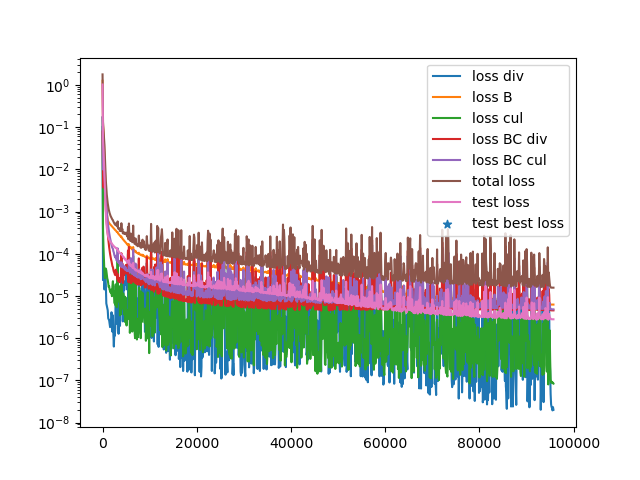 10⁰
10⁻¹
10⁻²
10⁻³
10⁻⁴
10⁻⁵
10⁻⁶
10⁻⁷
10⁻⁸
loss div
loss B
loss cul
loss BC div
loss BC cul
total loss
test loss
test best loss
0 20000 40000 60000 80000 100000